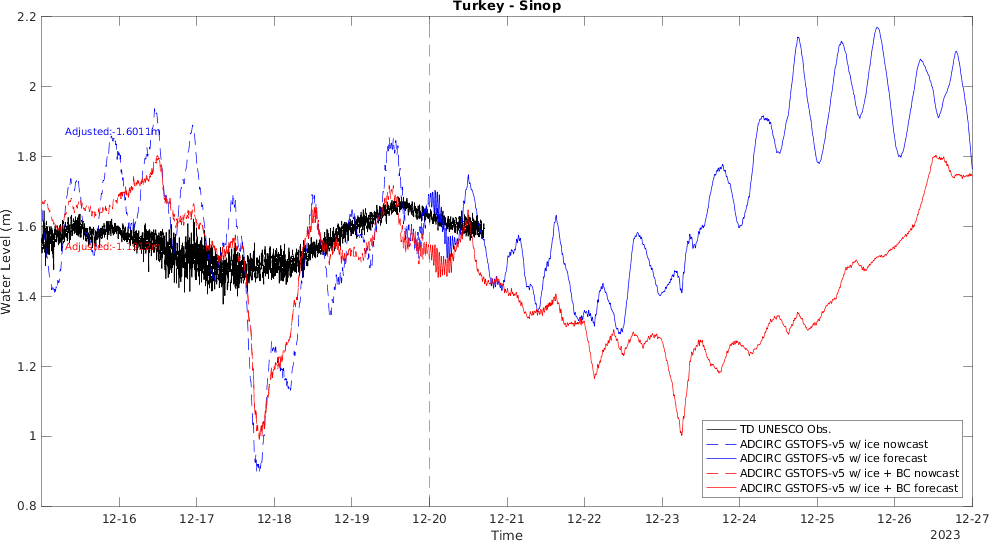 Turkey - Sinop
Water Level (m)
2.2
2
1.8
1.6
1.4
1.2
1
0.8
Adjusted:-1.6011m
12-16
12-17
12-18
12-19
12-20
12-21
12-22
12-23
12-24
12-25
12-26
12-27
Time
2023
TD UNESCO Obs.
ADCIRC GSTOFS-v5 w/ ice nowcast
ADCIRC GSTOFS-v5 w/ ice forecast
ADCIRC GSTOFS-v5 w/ ice + BC nowcast
ADCIRC GSTOFS-v5 w/ ice + BC forecast